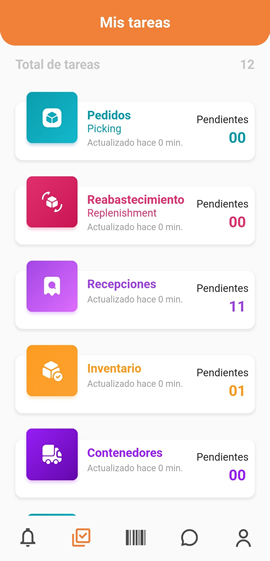 Mis tareas
Total de tareas 12
Pedidos
Picking
Actualizado hace 0 min.
Pendientes
00
Reabastecimiento
Replenishment
Actualizado hace 0 min.
Pendientes
00
Recepciones
Actualizado hace 0 min.
Pendientes
11
Inventario
Actualizado hace 0 min.
Pendientes
01
Contenedores
Actualizado hace 0 min.
Pendientes
00